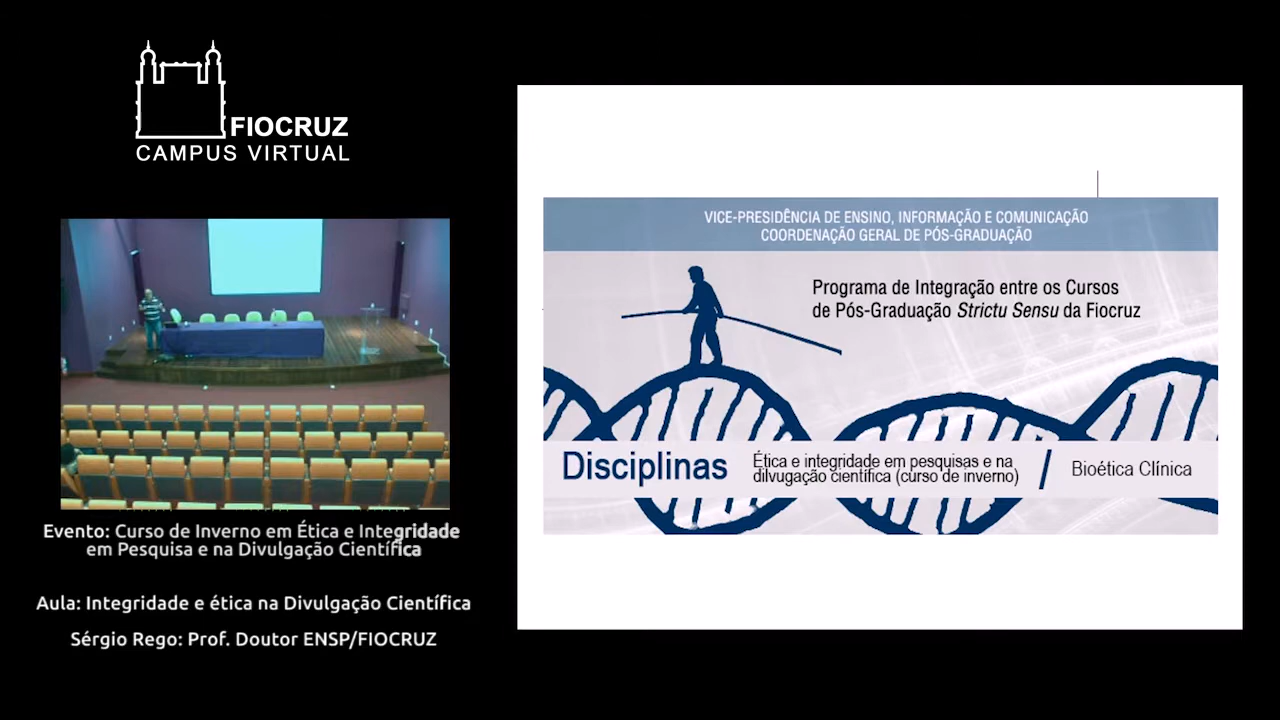 FIOCRUZ
CAMPUS VIRTUAL
Evento: Curso de Inverno em Ética e Integridade
em Pesquisa e na Divulgação Científica
Aula: Integridade e ética na Divulgação Científica
Sérgio Rego: Prof. Doutor ENSP/FIOCRUZ
VICE-PRESIDÊNCIA DE ENSINO, INFORMAÇÃO E COMUNICAÇÃO
COORDENAÇÃO GERAL DE PÓS-GRADUAÇÃO
Programa de Integração entre os Cursos
de Pós-Graduação Strictu Sensu da Fiocruz
Disciplinas
Ética e integridade em pesquisas e na
dilvugação científica (curso de inverno)
/
Bioética Clínica